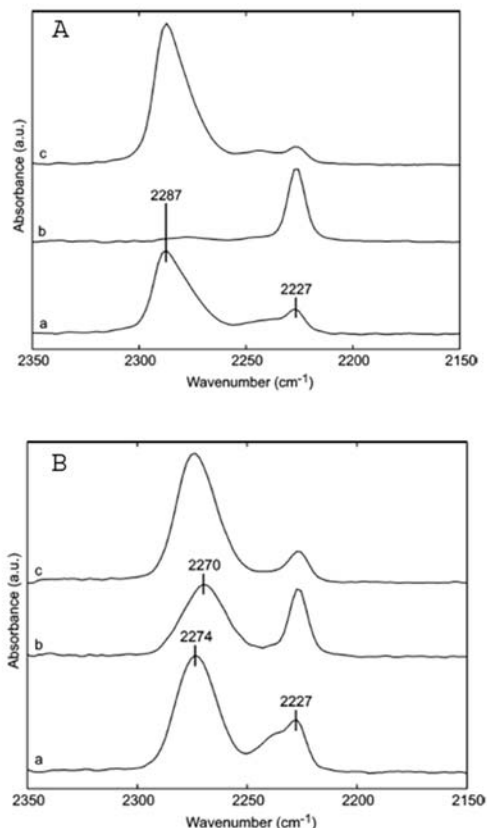 A
Absorbance (a.u.)
c
2287
b
2227
a
2350 2300 2250 2200 2150
Wavenumber (cm-1)
B
Absorbance (a.u.)
c
2270
b
2274
2227
a
2350 2300 2250 2200 2150
Wavenumber (cm-1)